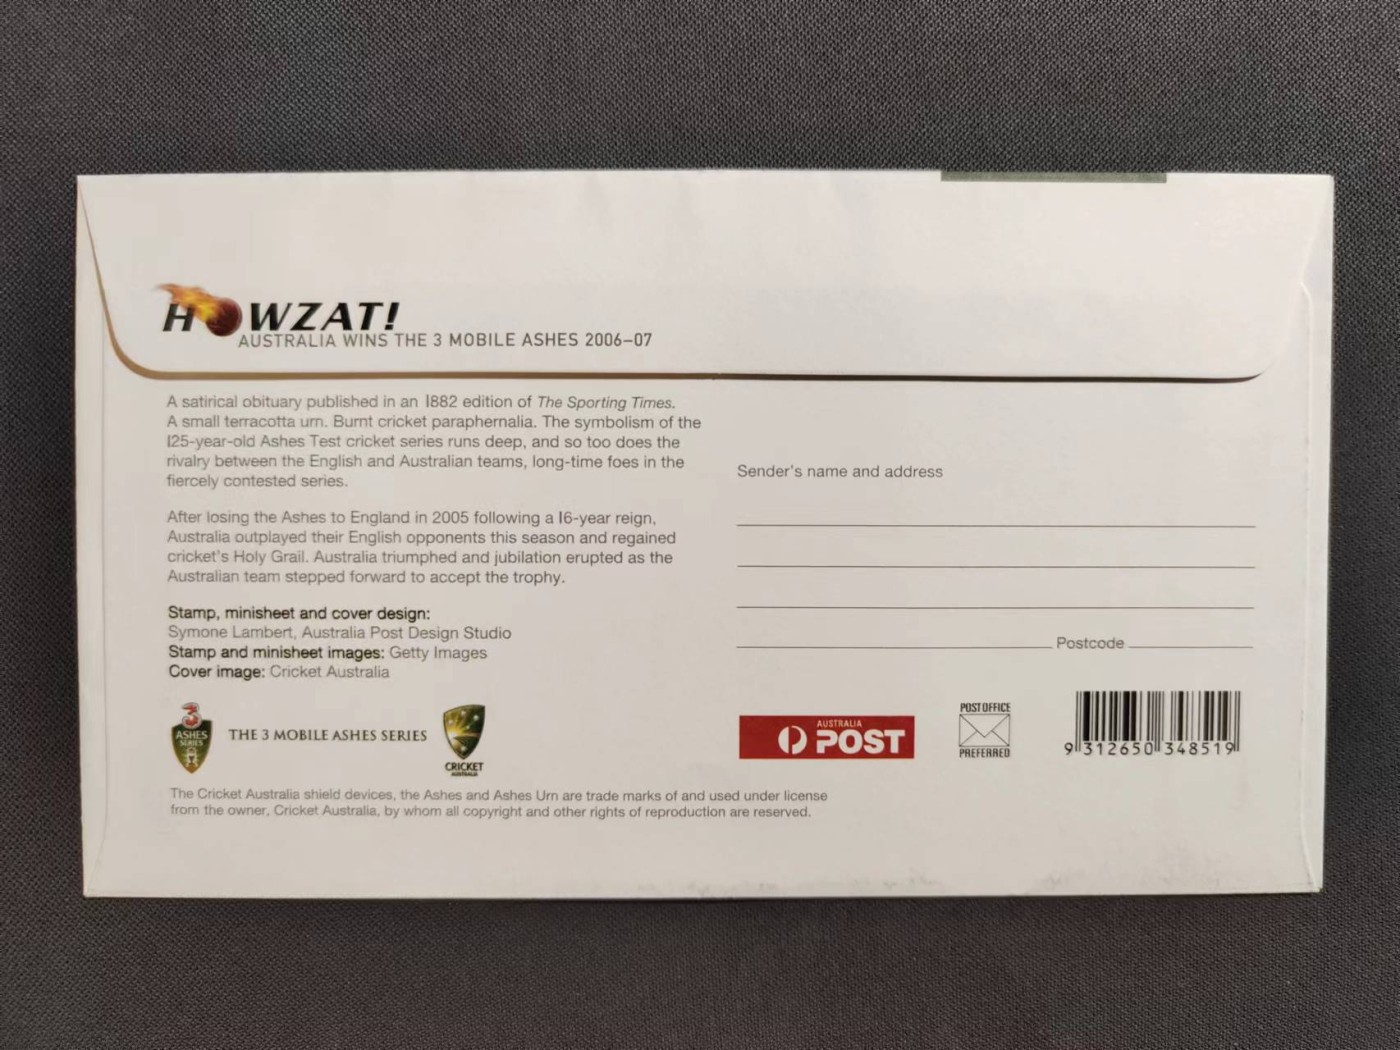 HOWZAT!
AUSTRALIA WINS THE 3 MOBILE ASHES 2006–07
A satirical obituary published in an 1882 edition of The Sporting Times.
A small terracotta urn. Burnt cricket paraphernalia. The symbolism of the
125-year-old Ashes Test cricket series runs deep, and so too does the
rivalry between the English and Australian teams, long-time foes in the
fiercely contested series.
After losing the Ashes to England in 2005 following a 16-year reign,
Australia outplayed their English opponents this season and regained
cricket's Holy Grail. Australia triumphed and jubilation erupted as the
Australian team stepped forward to accept the trophy.
Stamp, minisheet and cover design:
Symone Lambert, Australia Post Design Studio
Stamp and minisheet images: Getty Images
Cover image: Cricket Australia
3
ASHES
SERIES
THE 3 MOBILE ASHES SERIES
CRICKET
AUSTRALIA
The Cricket Australia shield devices, the Ashes and Ashes Urn are trade marks of and used under license
from the owner, Cricket Australia, by whom all copyright and other rights of reproduction are reserved.
Sender's name and address
Postcode
AUSTRALIA
POST
POST OFFICE
PREFERRED
9 312650 348519